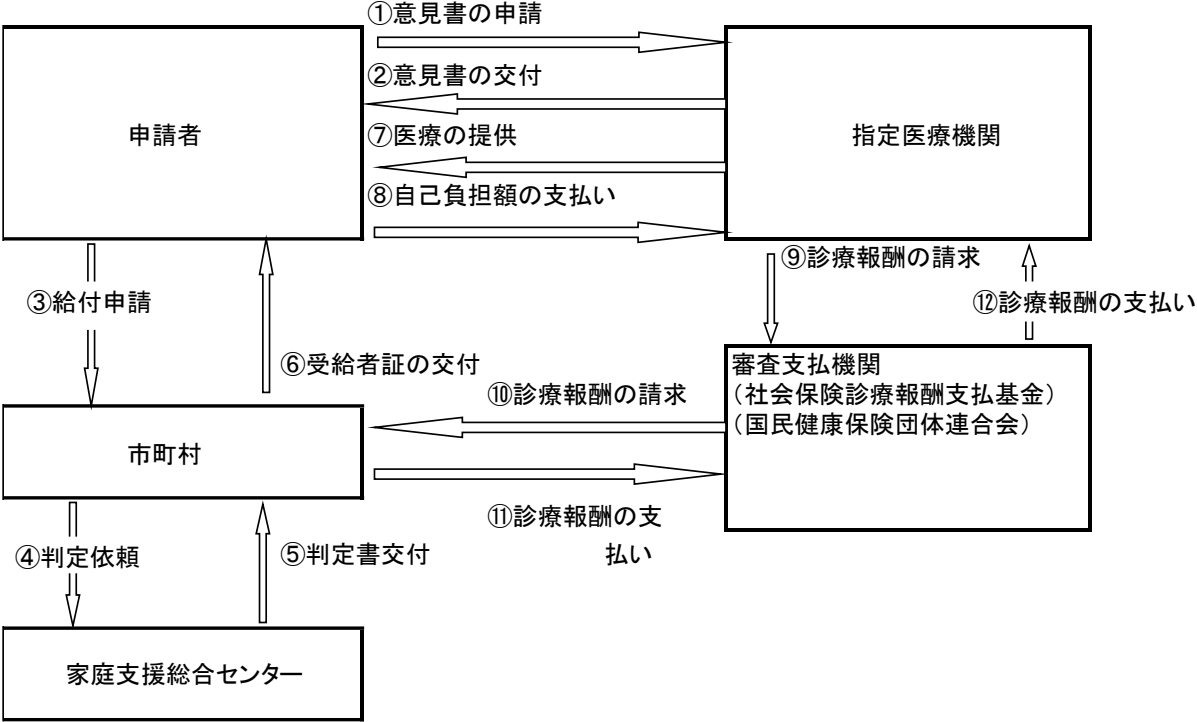 ①意見書の申請
②意見書の交付
申請者
指定医療機関
⑦医療の提供
⑧自己負担額の支払い
⑨診療報酬の請求
③給付申請
⑫診療報酬の支払い
⑥受給者証の交付
審査支払機関
（社会保険診療報酬支払基金）
（国民健康保険団体連合会）
⑩診療報酬の請求
市町村
⑪診療報酬の支
払い
④判定依頼
⑤判定書交付
家庭支援総合センター